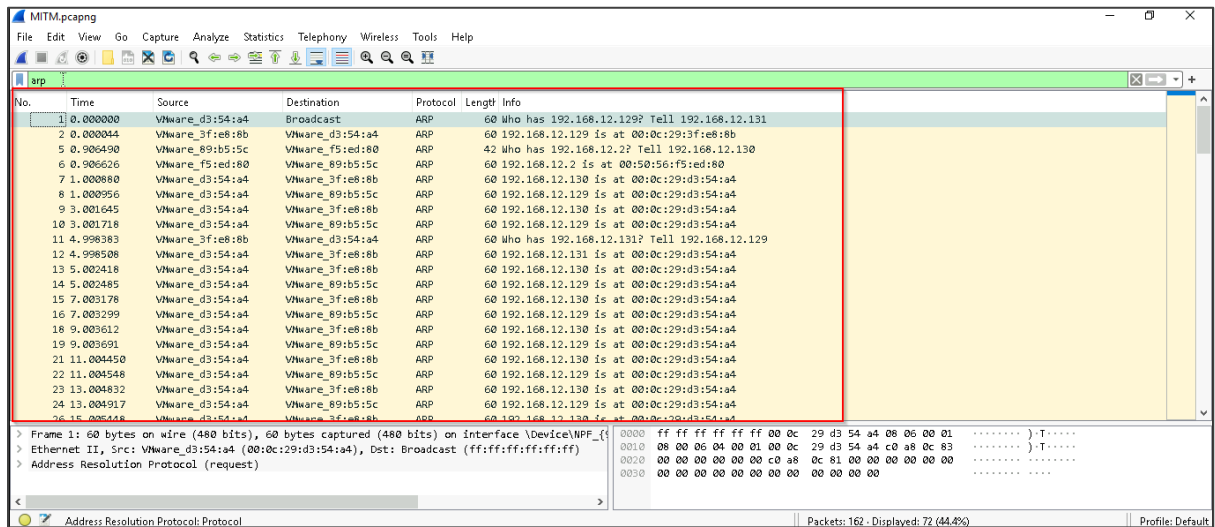 MITM.pcapng
File Edit View Go Capture Analyze Statistics Telephony Wireless Tools Help
arp
No. Time Source Destination Protocol Length Info
1 0.000000 VMware_d3:54:a4 Broadcast ARP 60 Who has 192.168.12.129? Tell 192.168.12.131
2 0.000044 VMware_3f:e8:8b VMware_d3:54:a4 ARP 60 192.168.12.129 is at 00:0c:29:3f:e8:8b
5 0.906490 VMware_89:b5:5c VMware_f5:ed:80 ARP 42 Who has 192.168.12.2? Tell 192.168.12.130
6 0.906626 VMware_f5:ed:80 VMware_89:b5:5c ARP 60 192.168.12.2 is at 00:50:56:f5:ed:80
7 1.000880 VMware_d3:54:a4 VMware_3f:e8:8b ARP 60 192.168.12.130 is at 00:0c:29:d3:54:a4
8 1.000956 VMware_d3:54:a4 VMware_89:b5:5c ARP 60 192.168.12.129 is at 00:0c:29:d3:54:a4
9 3.001645 VMware_d3:54:a4 VMware_3f:e8:8b ARP 60 192.168.12.130 is at 00:0c:29:d3:54:a4
10 3.001718 VMware_d3:54:a4 VMware_89:b5:5c ARP 60 192.168.12.129 is at 00:0c:29:d3:54:a4
11 4.998383 VMware_3f:e8:8b VMware_d3:54:a4 ARP 60 Who has 192.168.12.131? Tell 192.168.12.129
12 4.998508 VMware_d3:54:a4 VMware_3f:e8:8b ARP 60 192.168.12.131 is at 00:0c:29:d3:54:a4
13 5.002418 VMware_d3:54:a4 VMware_3f:e8:8b ARP 60 192.168.12.130 is at 00:0c:29:d3:54:a4
14 5.002485 VMware_d3:54:a4 VMware_89:b5:5c ARP 60 192.168.12.129 is at 00:0c:29:d3:54:a4
15 7.003178 VMware_d3:54:a4 VMware_3f:e8:8b ARP 60 192.168.12.130 is at 00:0c:29:d3:54:a4
16 7.003299 VMware_d3:54:a4 VMware_89:b5:5c ARP 60 192.168.12.129 is at 00:0c:29:d3:54:a4
18 9.003612 VMware_d3:54:a4 VMware_3f:e8:8b ARP 60 192.168.12.130 is at 00:0c:29:d3:54:a4
19 9.003691 VMware_d3:54:a4 VMware_89:b5:5c ARP 60 192.168.12.129 is at 00:0c:29:d3:54:a4
21 11.004450 VMware_d3:54:a4 VMware_3f:e8:8b ARP 60 192.168.12.130 is at 00:0c:29:d3:54:a4
22 11.004548 VMware_d3:54:a4 VMware_89:b5:5c ARP 60 192.168.12.129 is at 00:0c:29:d3:54:a4
23 13.004832 VMware_d3:54:a4 VMware_3f:e8:8b ARP 60 192.168.12.130 is at 00:0c:29:d3:54:a4
24 13.004917 VMware_d3:54:a4 VMware_89:b5:5c ARP 60 192.168.12.129 is at 00:0c:29:d3:54:a4
26 15.005448 VMware_d3:54:a4 VMware_3f:e8:8b ARP 60 192.168.12.130 is at 00:0c:29:d3:54:a4
Frame 1: 60 bytes on wire (480 bits), 60 bytes captured (480 bits) on interface \Device\NPF_{
Ethernet II, Src: VMware_d3:54:a4 (00:0c:29:d3:54:a4), Dst: Broadcast (ff:ff:ff:ff:ff:ff)
Address Resolution Protocol (request)
0000 ff ff ff ff ff ff 00 0c 29 d3 54 a4 08 06 00 01 ········ )·T·····
0010 08 00 06 04 00 01 00 0c 29 d3 54 a4 c0 a8 0c 83 ········ )·T·····
0020 00 00 00 00 00 00 c0 a8 0c 81 00 00 00 00 00 00 ········ ········
0030 00 00 00 00 00 00 00 00 00 00 00 00 ········ ····
Address Resolution Protocol: Protocol Packets: 162 · Displayed: 72 (44.4%) Profile: Default